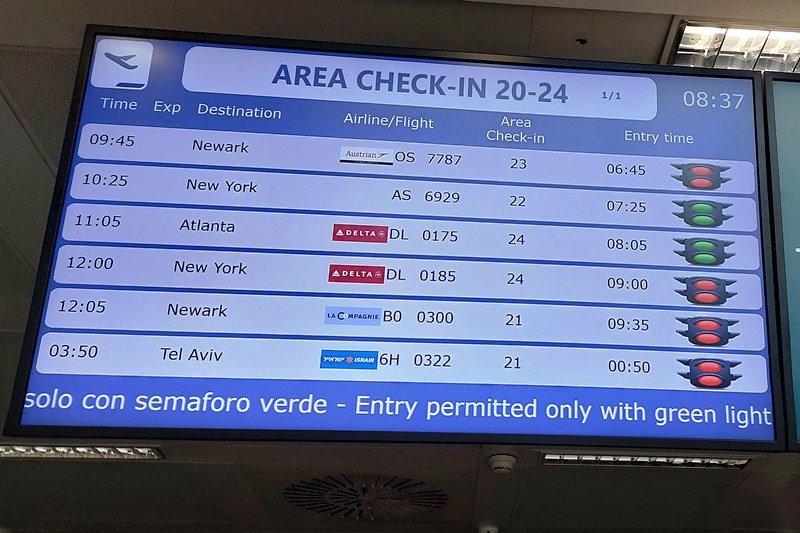 AREA CHECK-IN 20-24 1/1 08:37
Time Exp Destination Airline/Flight Area Check-in Entry time
09:45 Newark Austrian OS 7787 23 06:45
10:25 New York AS 6929 22 07:25
11:05 Atlanta DELTA DL 0175 24 08:05
12:00 New York DELTA DL 0185 24 09:00
12:05 Newark LA COMPAGNIE B0 0300 21 09:35
03:50 Tel Aviv ישראייר ISRAIR 6H 0322 21 00:50
solo con semaforo verde - Entry permitted only with green light